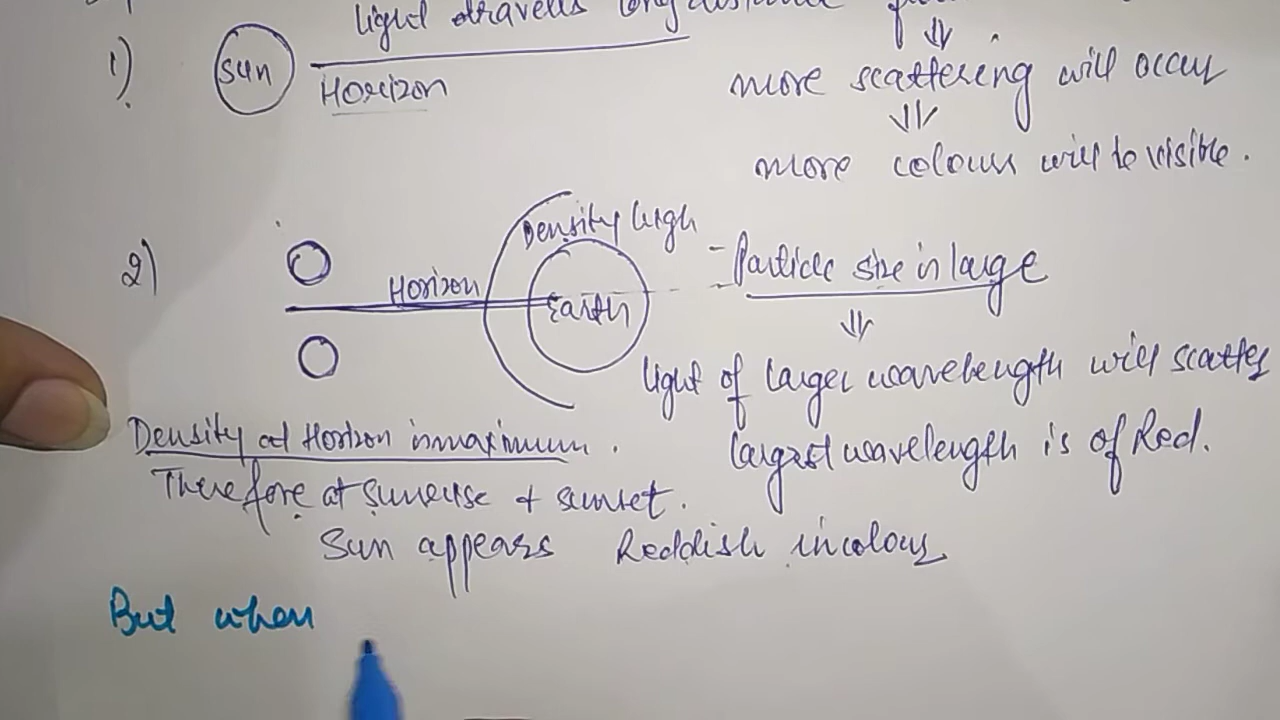 light travells long distance
1) Sun Horizon
more scattering will occur
more colours will be visible.
2) Horizon Earth Density high
- Particle size is large
light of larger wavelength will scatter
largest wavelength is of Red.
Density at Horizon is maximum.
Therefore at sunrise + sunset.
Sun appears Reddish in colour
But when